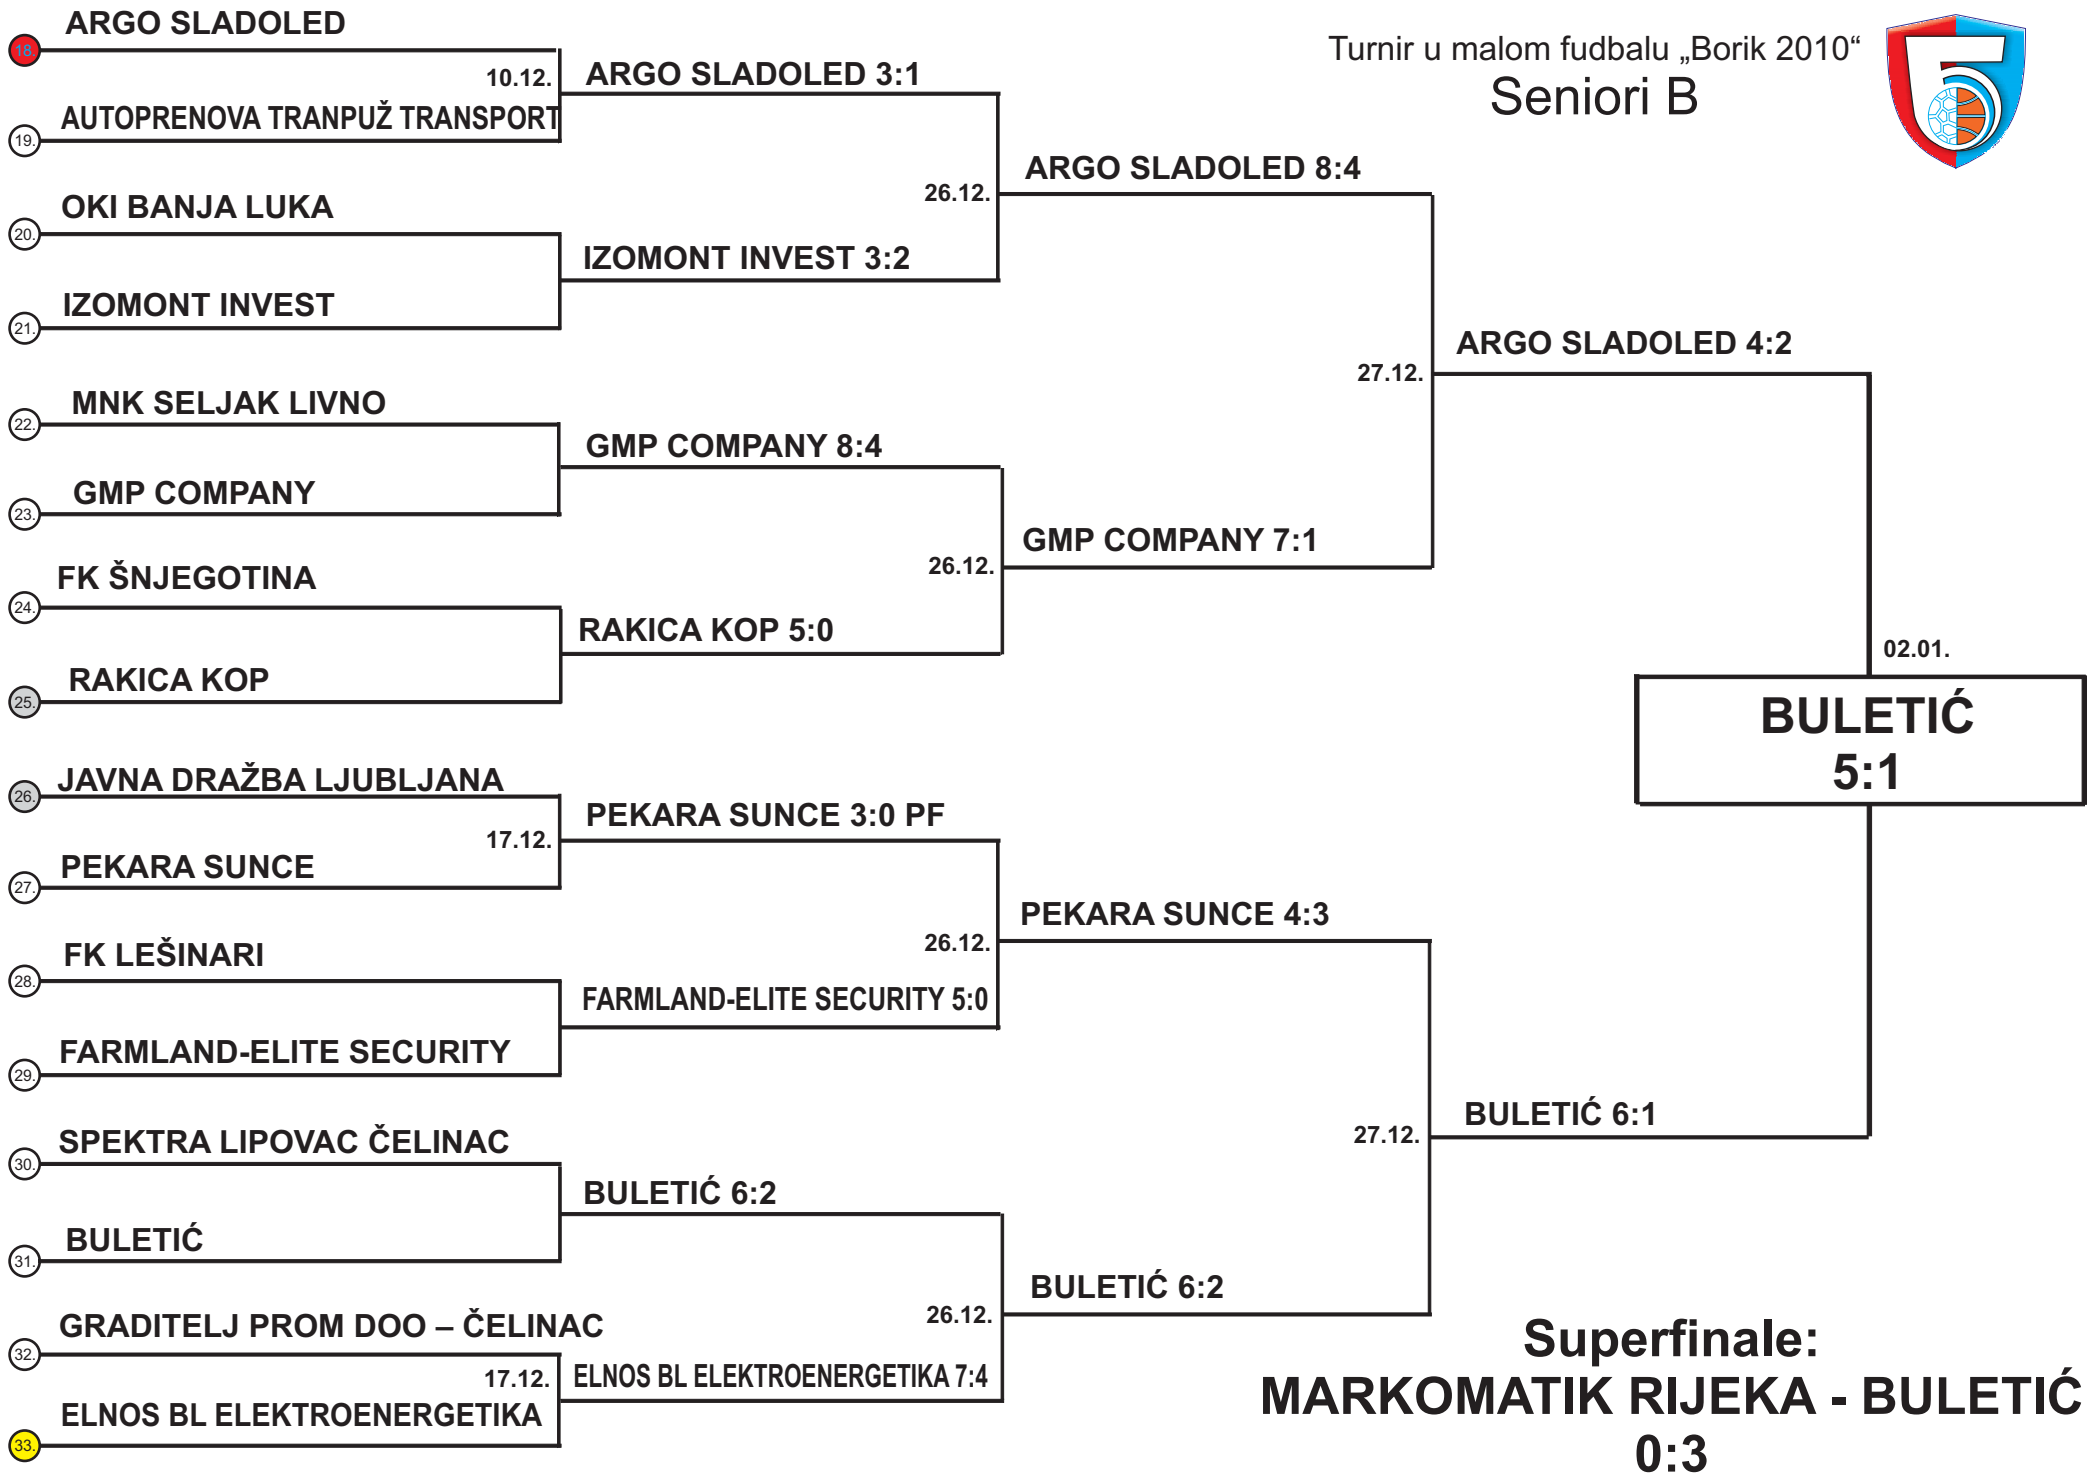 Turnir u malom fudbalu „Borik 2010“
Seniori B
ARGO SLADOLED
18.
10.12.
AUTOPRENOVA TRANPUŽ TRANSPORT
19.
ARGO SLADOLED 3:1
OKI BANJA LUKA
20.
IZOMONT INVEST
21.
IZOMONT INVEST 3:2
26.12.
ARGO SLADOLED 8:4
MNK SELJAK LIVNO
22.
GMP COMPANY
23.
GMP COMPANY 8:4
FK ŠNJEGOTINA
24.
RAKICA KOP
25.
RAKICA KOP 5:0
26.12.
GMP COMPANY 7:1
27.12.
ARGO SLADOLED 4:2
JAVNA DRAŽBA LJUBLJANA
26.
17.12.
PEKARA SUNCE
27.
PEKARA SUNCE 3:0 PF
FK LEŠINARI
28.
FARMLAND-ELITE SECURITY
29.
FARMLAND-ELITE SECURITY 5:0
26.12.
PEKARA SUNCE 4:3
SPEKTRA LIPOVAC ČELINAC
30.
BULETIĆ
31.
BULETIĆ 6:2
GRADITELJ PROM DOO – ČELINAC
32.
17.12.
ELNOS BL ELEKTROENERGETIKA
33.
ELNOS BL ELEKTROENERGETIKA 7:4
26.12.
BULETIĆ 6:2
27.12.
BULETIĆ 6:1
02.01.
BULETIĆ
5:1
Superfinale:
MARKOMATIK RIJEKA - BULETIĆ
0:3